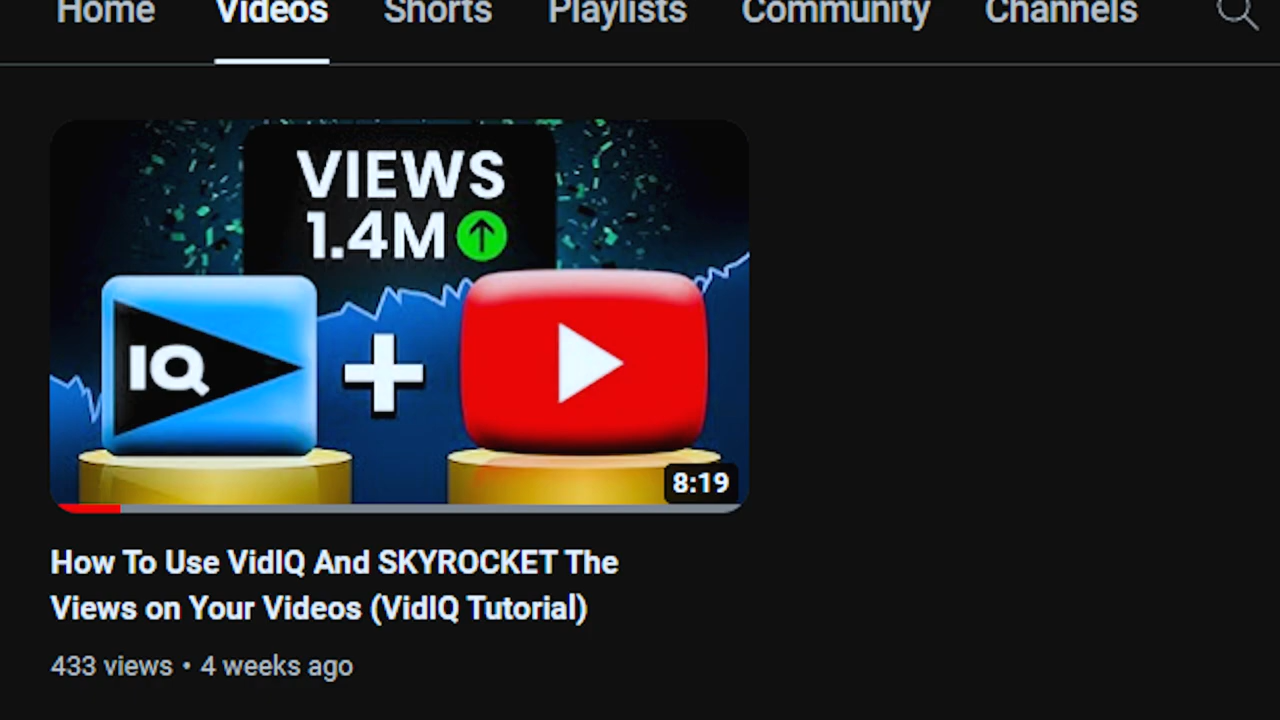 Home Videos Shorts Playlists Community Channels
VIEWS
1.4M
IQ
8:19
How To Use VidIQ And SKYROCKET The
Views on Your Videos (VidIQ Tutorial)
433 views • 4 weeks ago